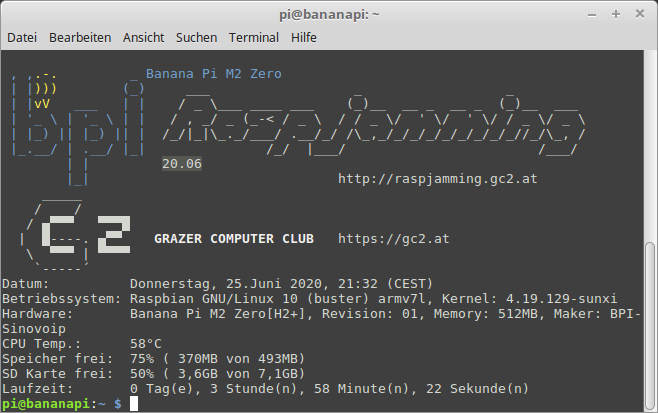 pi@bananapi: ~
Datei Bearbeiten Ansicht Suchen Terminal Hilfe
bpi Banana Pi M2 Zero
Raspjamming
20.06
http://raspjamming.gc2.at
GC2 GRAZER COMPUTER CLUB https://gc2.at
Datum: Donnerstag, 25.Juni 2020, 21:32 (CEST)
Betriebssystem: Raspbian GNU/Linux 10 (buster) armv7l, Kernel: 4.19.129-sunxi
Hardware: Banana Pi M2 Zero[H2+], Revision: 01, Memory: 512MB, Maker: BPI-
Sinovoip
CPU Temp.: 58°C
Speicher frei: 75% ( 370MB von 493MB)
SD Karte frei: 50% ( 3,6GB von 7,1GB)
Laufzeit: 0 Tag(e), 3 Stunde(n), 58 Minute(n), 22 Sekunde(n)
pi@bananapi:~ $